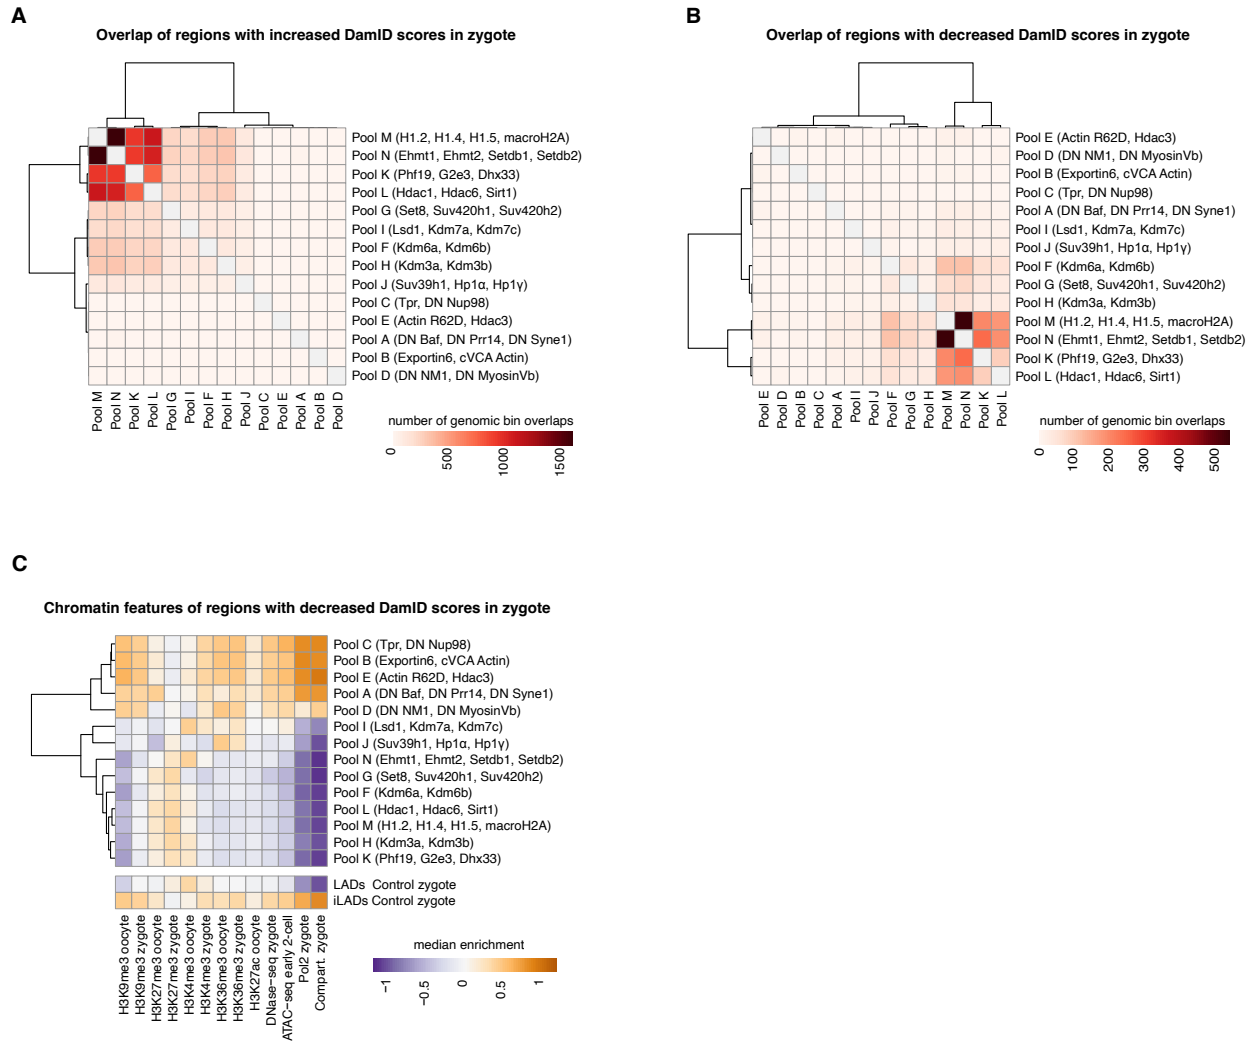 A
Overlap of regions with increased DamID scores in zygote
Pool M (H1.2, H1.4, H1.5, macroH2A)
Pool N (Ehmt1, Ehmt2, Setdb1, Setdb2)
Pool K (Phf19, G2e3, Dhx33)
Pool L (Hdac1, Hdac6, Sirt1)
Pool G (Set8, Suv420h1, Suv420h2)
Pool I (Lsd1, Kdm7a, Kdm7c)
Pool F (Kdm6a, Kdm6b)
Pool H (Kdm3a, Kdm3b)
Pool J (Suv39h1, Hp1α, Hp1γ)
Pool C (Tpr, DN Nup98)
Pool E (Actin R62D, Hdac3)
Pool A (DN Baf, DN Prr14, DN Syne1)
Pool B (Exportin6, cVCA Actin)
Pool D (DN NM1, DN MyosinVb)
Pool M
Pool N
Pool K
Pool L
Pool G
Pool I
Pool F
Pool H
Pool J
Pool C
Pool E
Pool A
Pool B
Pool D
number of genomic bin overlaps
0
500
1000
1500
B
Overlap of regions with decreased DamID scores in zygote
Pool E (Actin R62D, Hdac3)
Pool D (DN NM1, DN MyosinVb)
Pool B (Exportin6, cVCA Actin)
Pool C (Tpr, DN Nup98)
Pool A (DN Baf, DN Prr14, DN Syne1)
Pool I (Lsd1, Kdm7a, Kdm7c)
Pool J (Suv39h1, Hp1α, Hp1γ)
Pool F (Kdm6a, Kdm6b)
Pool G (Set8, Suv420h1, Suv420h2)
Pool H (Kdm3a, Kdm3b)
Pool M (H1.2, H1.4, H1.5, macroH2A)
Pool N (Ehmt1, Ehmt2, Setdb1, Setdb2)
Pool K (Phf19, G2e3, Dhx33)
Pool L (Hdac1, Hdac6, Sirt1)
Pool E
Pool D
Pool B
Pool C
Pool A
Pool I
Pool J
Pool F
Pool G
Pool H
Pool M
Pool N
Pool K
Pool L
number of genomic bin overlaps
0
100
200
300
400
500
C
Chromatin features of regions with decreased DamID scores in zygote
Pool C (Tpr, DN Nup98)
Pool B (Exportin6, cVCA Actin)
Pool E (Actin R62D, Hdac3)
Pool A (DN Baf, DN Prr14, DN Syne1)
Pool D (DN NM1, DN MyosinVb)
Pool I (Lsd1, Kdm7a, Kdm7c)
Pool J (Suv39h1, Hp1α, Hp1γ)
Pool N (Ehmt1, Ehmt2, Setdb1, Setdb2)
Pool G (Set8, Suv420h1, Suv420h2)
Pool F (Kdm6a, Kdm6b)
Pool L (Hdac1, Hdac6, Sirt1)
Pool M (H1.2, H1.4, H1.5, macroH2A)
Pool H (Kdm3a, Kdm3b)
Pool K (Phf19, G2e3, Dhx33)
LADs Control zygote
iLADs Control zygote
H3K9me3 oocyte
H3K9me3 zygote
H3K27me3 oocyte
H3K27me3 zygote
H3K4me3 oocyte
H3K4me3 zygote
H3K36me3 oocyte
H3K36me3 zygote
H3K27ac oocyte
DNase−seq zygote
ATAC−seq early 2−cell
Pol2 zygote
Compart. zygote
median enrichment
−1
−0.5
0
0.5
1